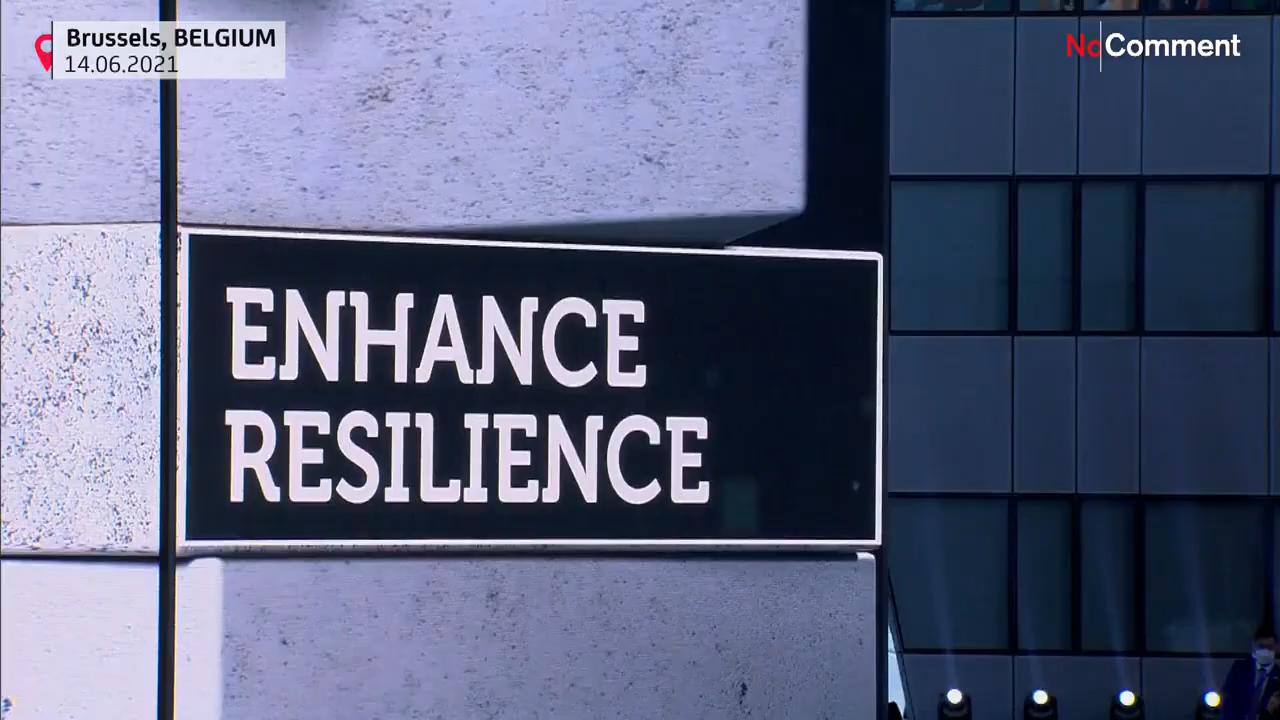 Brussels, BELGIUM
14.06.2021
NoComment
ENHANCE
RESILIENCE